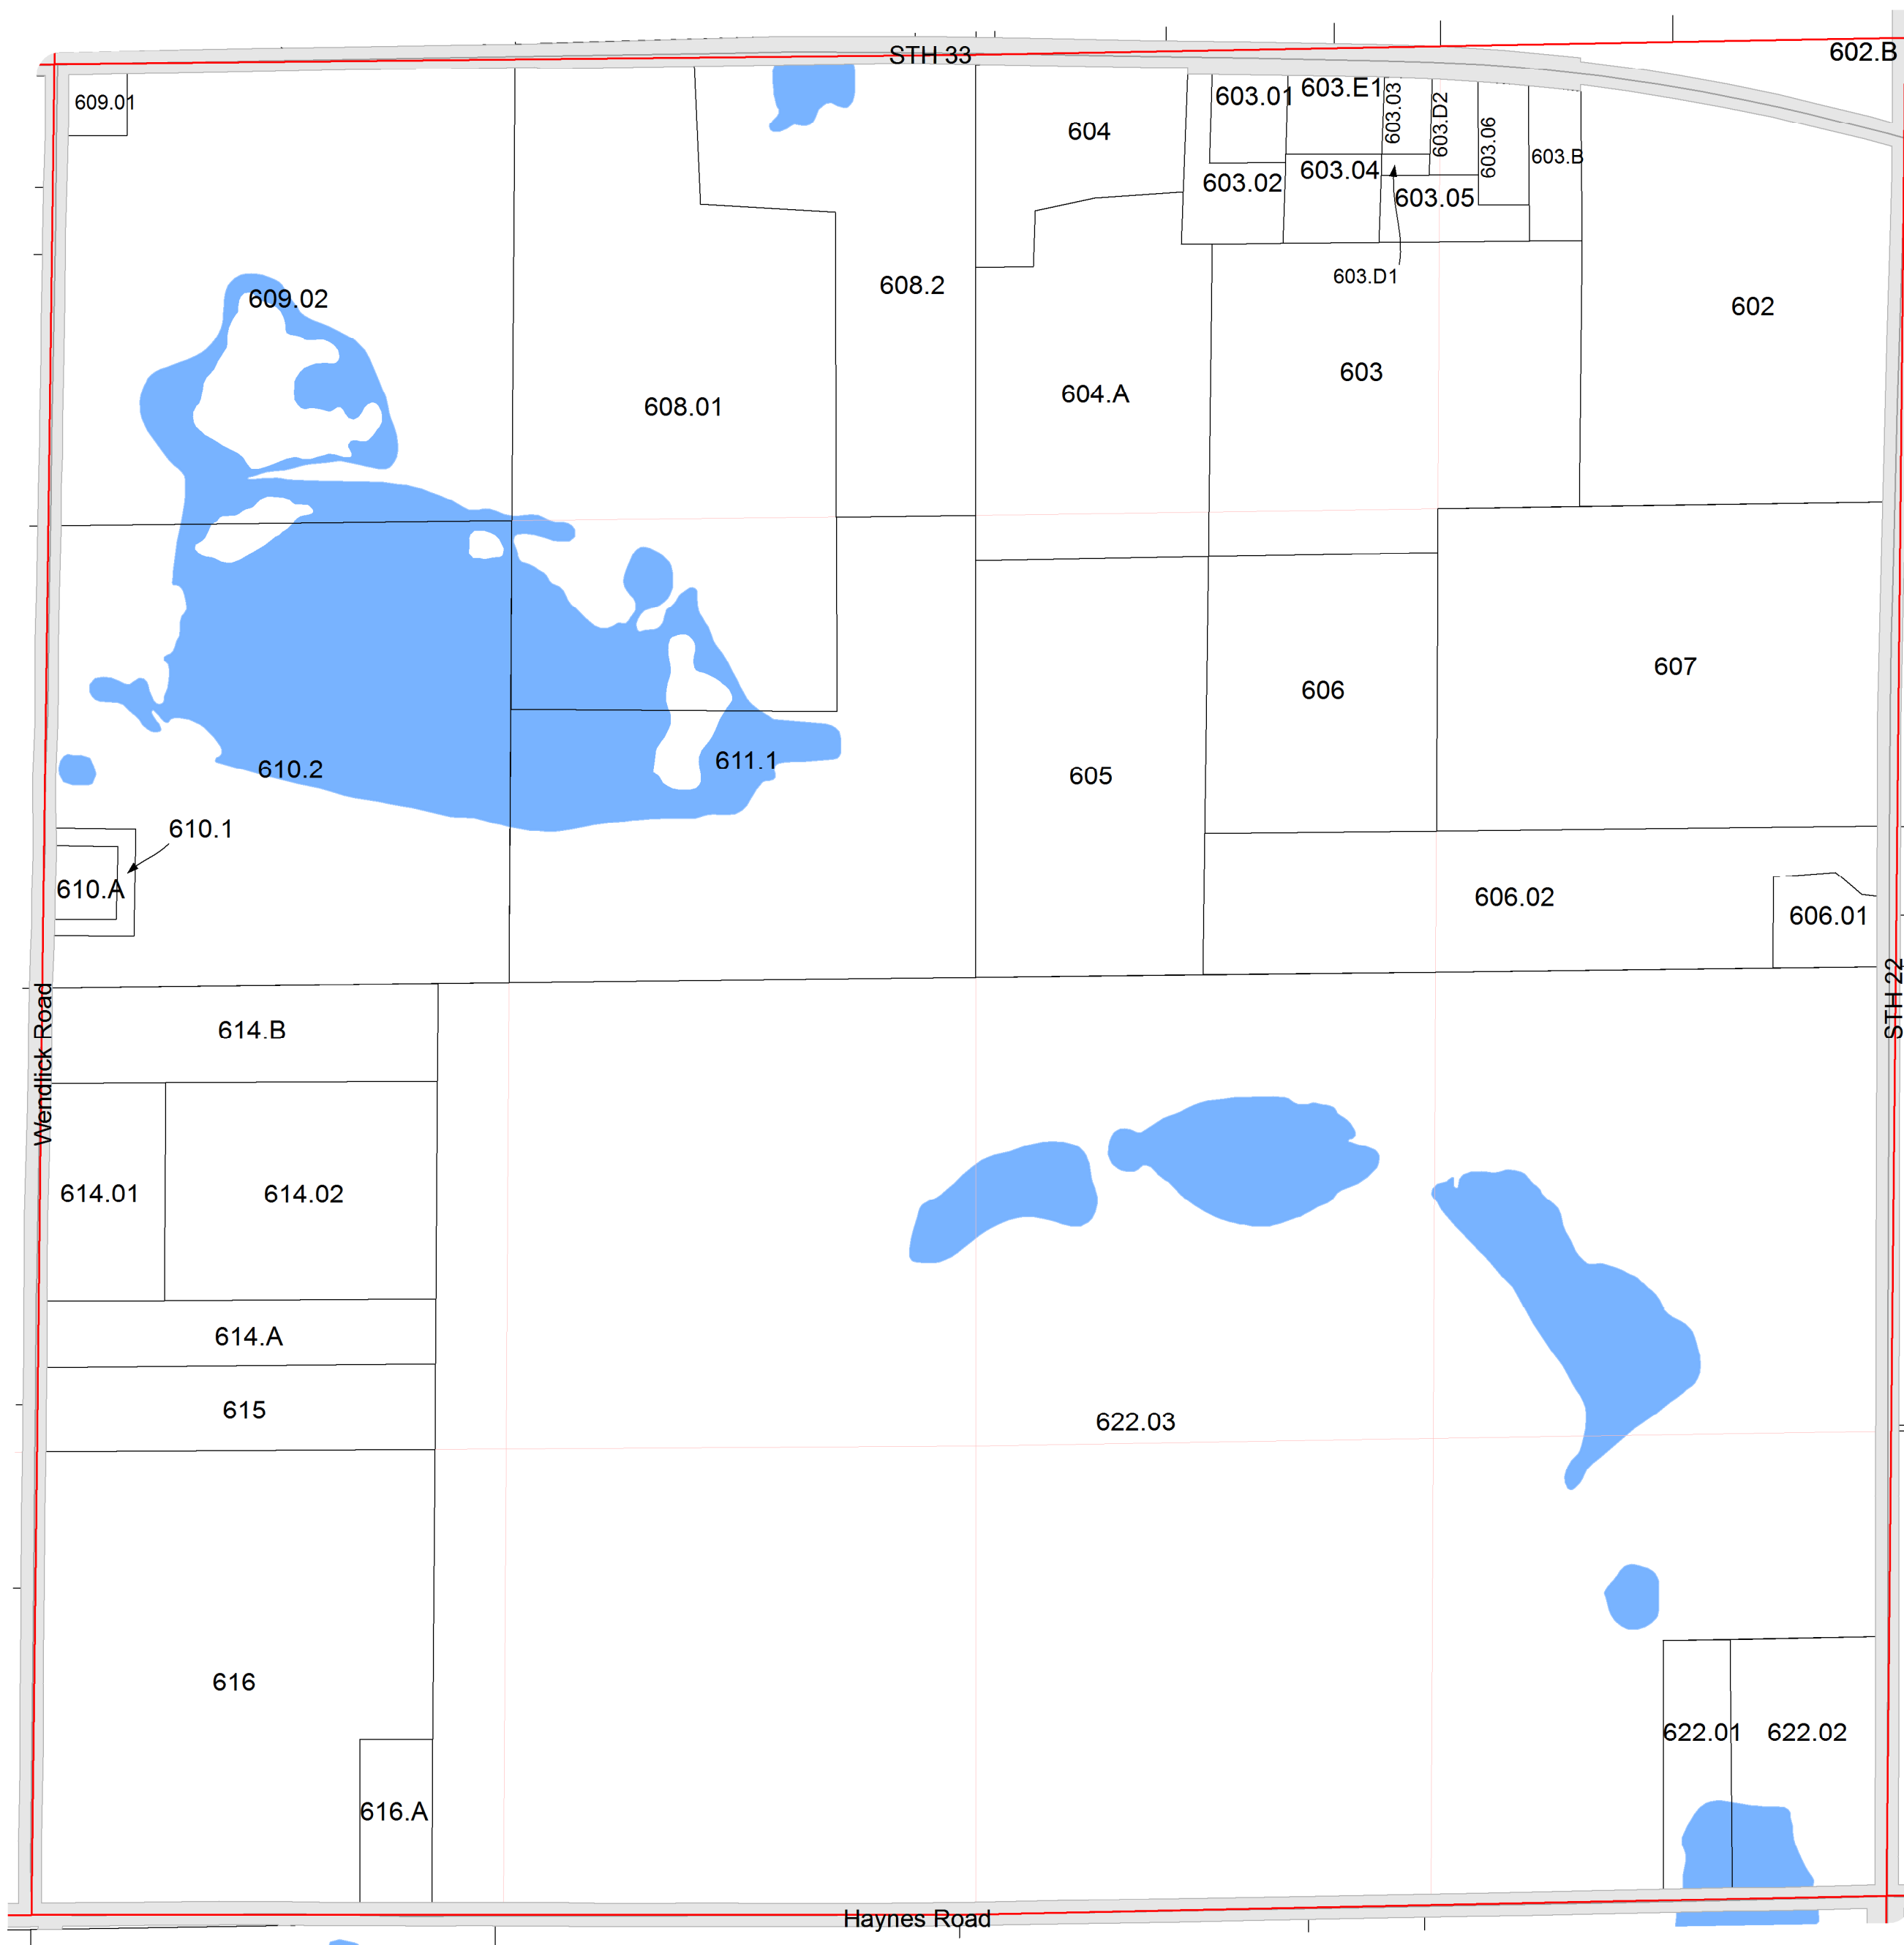 STH 33
602.B
609.01
603.01
603.E1
603.03
603.D2
603.06
603.B
604
603.02
603.04
603.05
603.D1
609.02
608.2
602
603
604.A
608.01
607
606
611.1
610.2
605
610.1
610.A
606.02
606.01
STH 22
Wendlick Road
614.B
614.01
614.02
614.A
615
622.03
616
622.01
622.02
616.A
Haynes Road